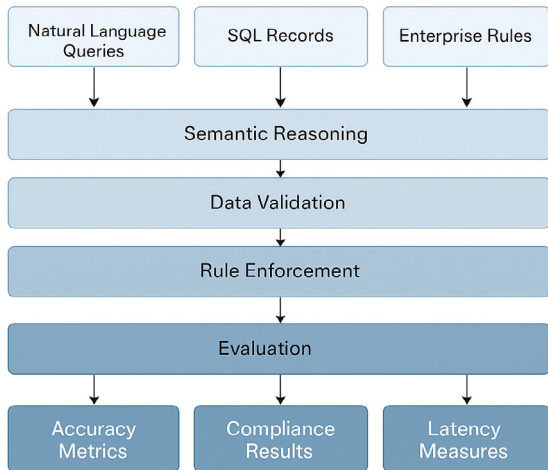 Natural Language
Queries
SQL Records
Enterprise Rules
Semantic Reasoning
Data Validation
Rule Enforcement
Evaluation
Accuracy
Metrics
Compliance
Results
Latency
Measures